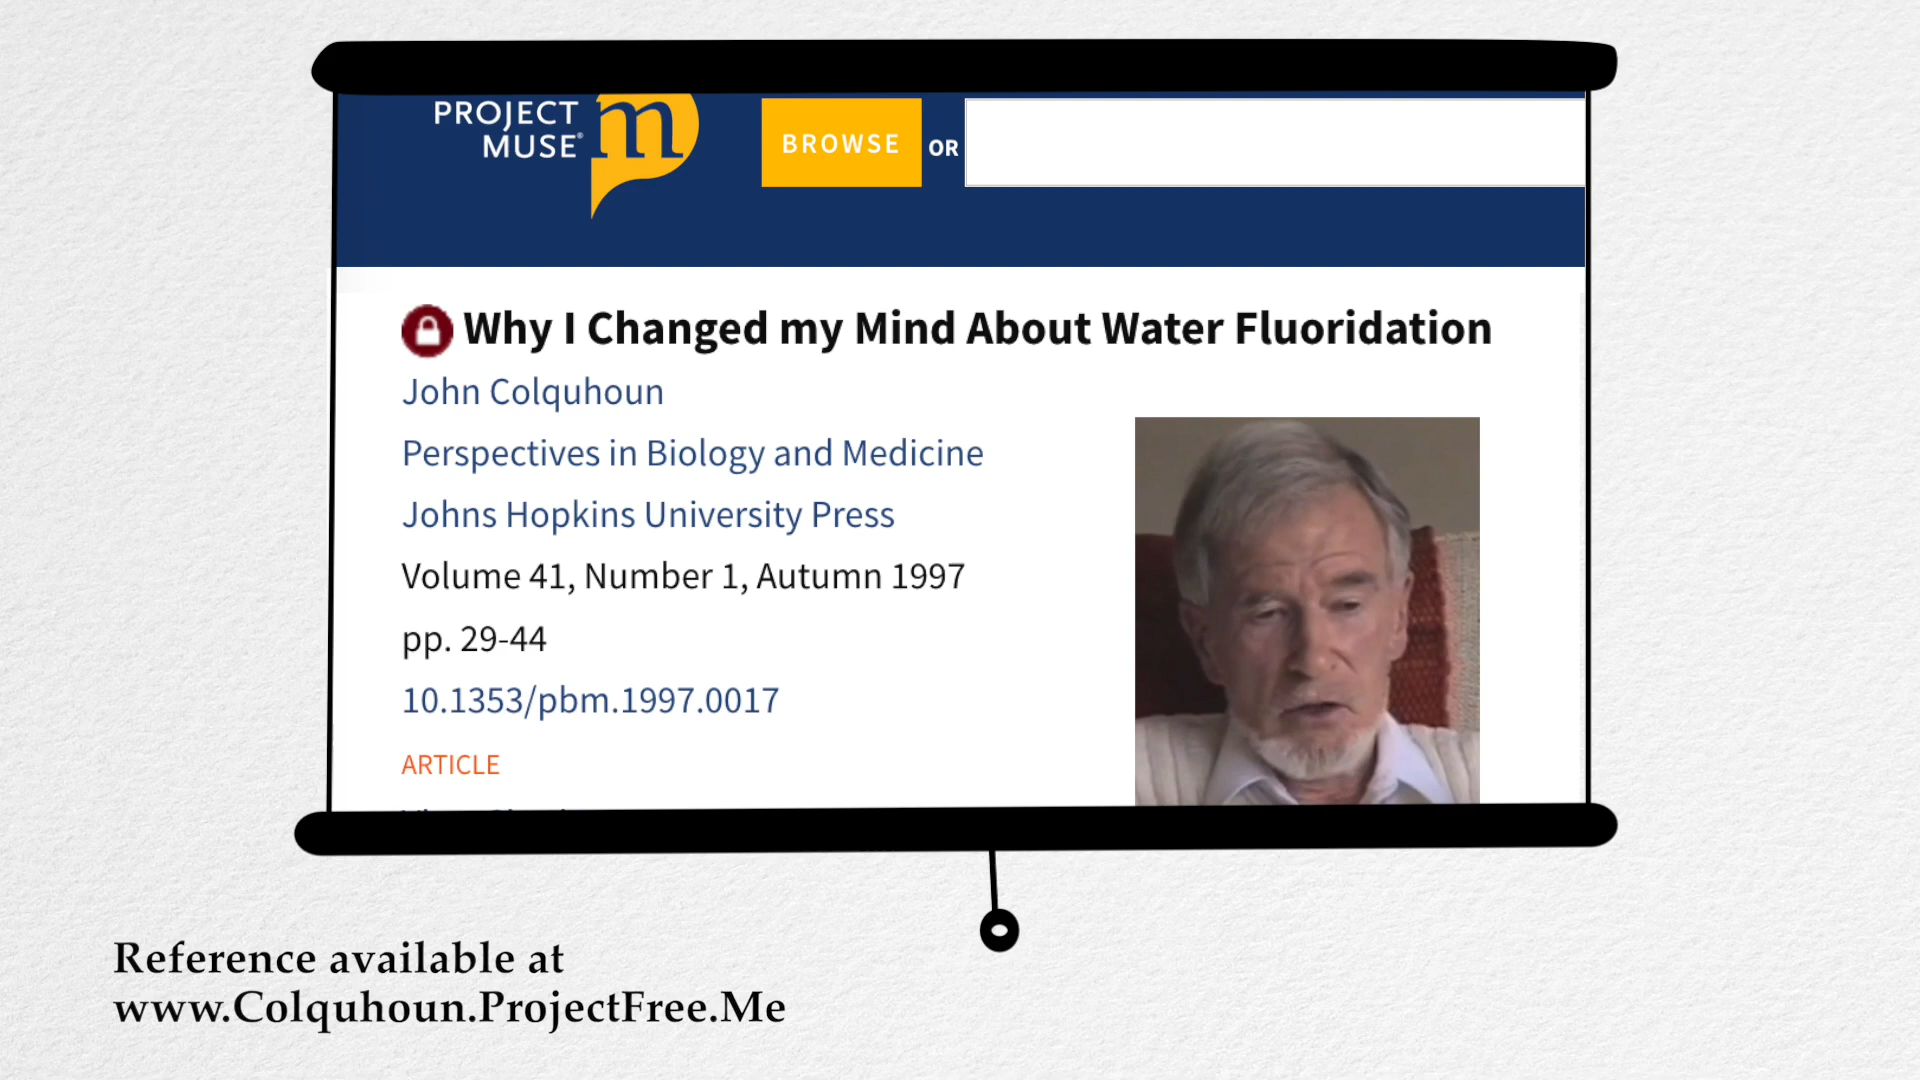 PROJECT
MUSE®
m
BROWSE OR
Why I Changed my Mind About Water Fluoridation
John Colquhoun
Perspectives in Biology and Medicine
Johns Hopkins University Press
Volume 41, Number 1, Autumn 1997
pp. 29-44
10.1353/pbm.1997.0017
ARTICLE
Reference available at
www.Colquhoun.ProjectFree.Me